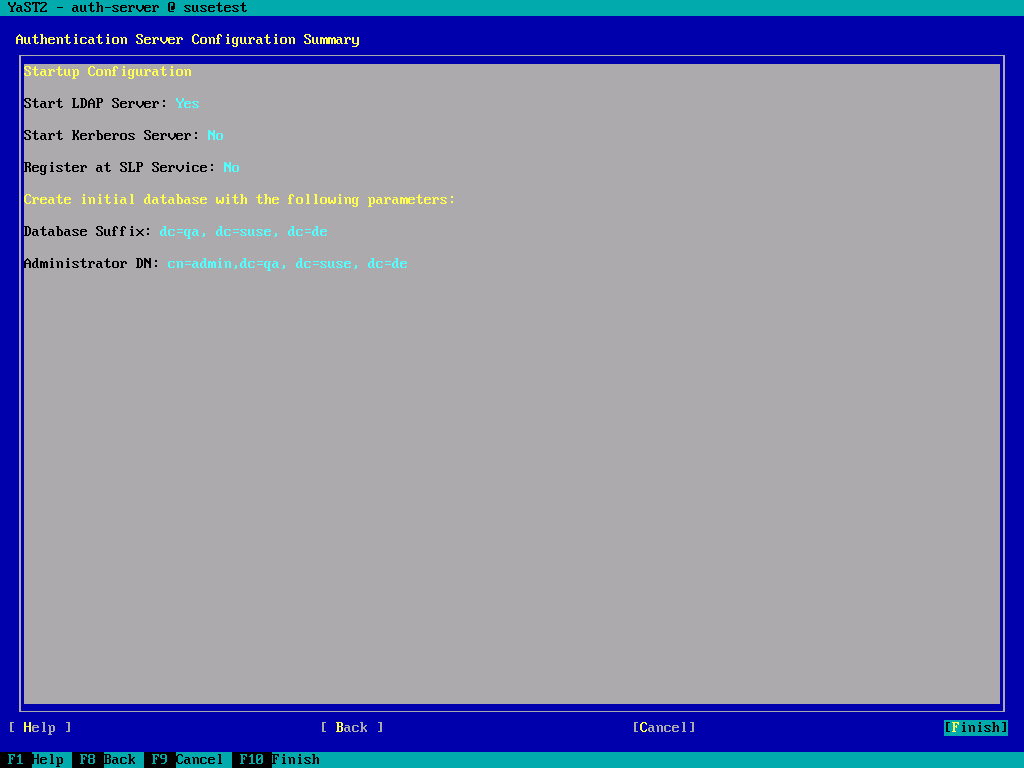 YaST2 - auth-server @ susetest
Authentication Server Configuration Summary
Startup Configuration
Start LDAP Server: Yes
Start Kerberos Server: No
Register at SLP Service: No
Create initial database with the following parameters:
Database Suffix: dc=qa, dc=suse, dc=de
Administrator DN: cn=admin,dc=qa, dc=suse, dc=de
[ Help ] [ Back ] [Cancel] [Finish]
F1 Help F8 Back F9 Cancel F10 Finish